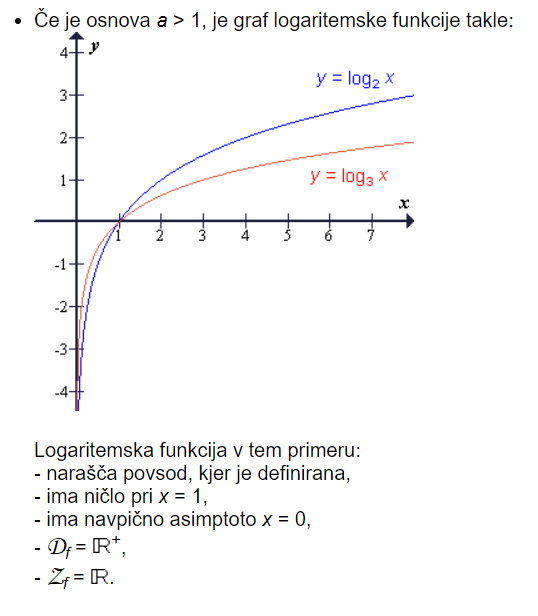 • Če je osnova a > 1, je graf logaritemske funkcije takle:
4 y
y = log₂ x
3
2
1
y = log₃ x
x
1 2 3 4 5 6 7
-1
-2
-3
-4
Logaritemska funkcija v tem primeru:
- narašča povsod, kjer je definirana,
- ima ničlo pri x = 1,
- ima navpično asimptoto x = 0,
- 𝒟f = ℝ⁺,
- 𝒵f = ℝ.